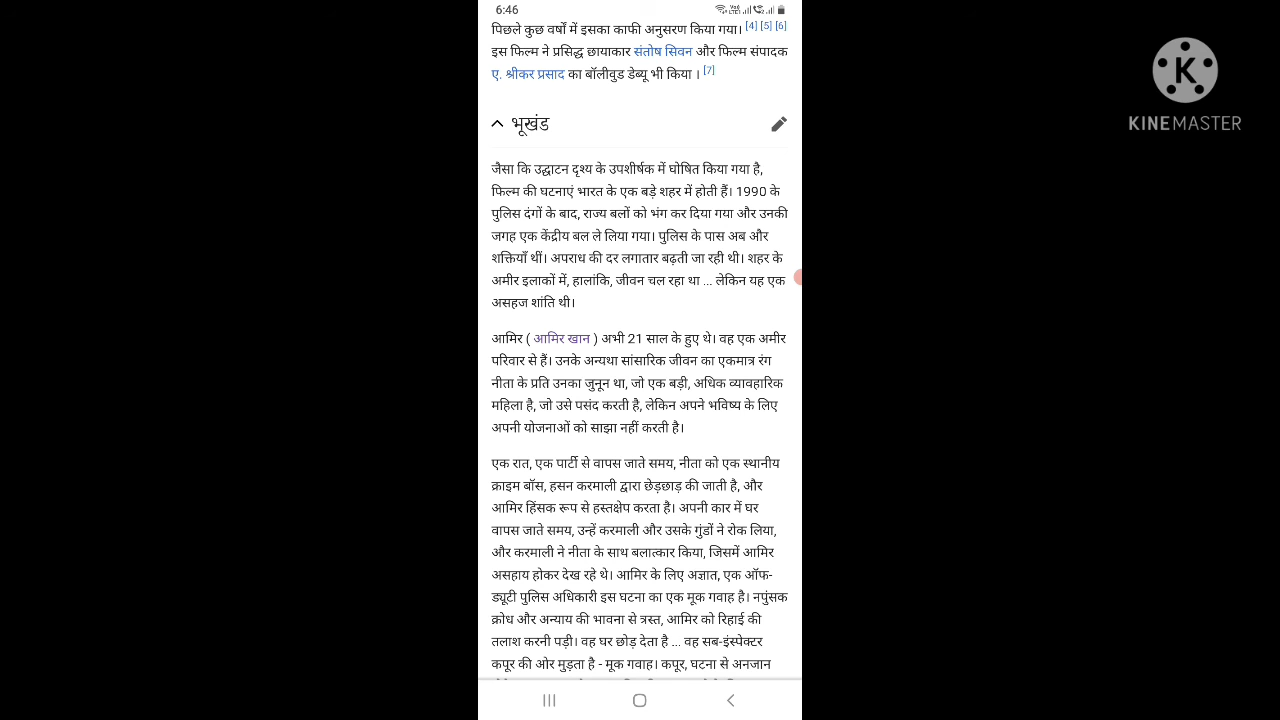 6:46
पिछले कुछ वर्षों में इसका काफी अनुसरण किया गया। [4] [5] [6]
इस फिल्म ने प्रसिद्ध छायाकार संतोष सिवन और फिल्म संपादक
ए. श्रीकर प्रसाद का बॉलीवुड डेब्यू भी किया । [7]
भूखंड
जैसा कि उद्घाटन दृश्य के उपशीर्षक में घोषित किया गया है,
फिल्म की घटनाएं भारत के एक बड़े शहर में होती हैं। 1990 के
पुलिस दंगों के बाद, राज्य बलों को भंग कर दिया गया और उनकी
जगह एक केंद्रीय बल ले लिया गया। पुलिस के पास अब और
शक्तियाँ थीं। अपराध की दर लगातार बढ़ती जा रही थी। शहर के
अमीर इलाकों में, हालांकि, जीवन चल रहा था ... लेकिन यह एक
असहज शांति थी।
आमिर ( आमिर खान ) अभी 21 साल के हुए थे। वह एक अमीर
परिवार से हैं। उनके अन्यथा सांसारिक जीवन का एकमात्र रंग
नीता के प्रति उनका जुनून था, जो एक बड़ी, अधिक व्यावहारिक
महिला है, जो उसे पसंद करती है, लेकिन अपने भविष्य के लिए
अपनी योजनाओं को साझा नहीं करती है।
एक रात, एक पार्टी से वापस जाते समय, नीता को एक स्थानीय
क्राइम बॉस, हसन करमाली द्वारा छेड़छाड़ की जाती है, और
आमिर हिंसक रूप से हस्तक्षेप करता है। अपनी कार में घर
वापस जाते समय, उन्हें करमाली और उसके गुंडों ने रोक लिया,
और करमाली ने नीता के साथ बलात्कार किया, जिसमें आमिर
असहाय होकर देख रहे थे। आमिर के लिए अज्ञात, एक ऑफ-
ड्यूटी पुलिस अधिकारी इस घटना का एक मूक गवाह है। नपुंसक
क्रोध और अन्याय की भावना से त्रस्त, आमिर को रिहाई की
तलाश करनी पड़ी। वह घर छोड़ देता है ... वह सब-इंस्पेक्टर
कपूर की ओर मुड़ता है - मूक गवाह। कपूर, घटना से अनजान
K
KINEMASTER